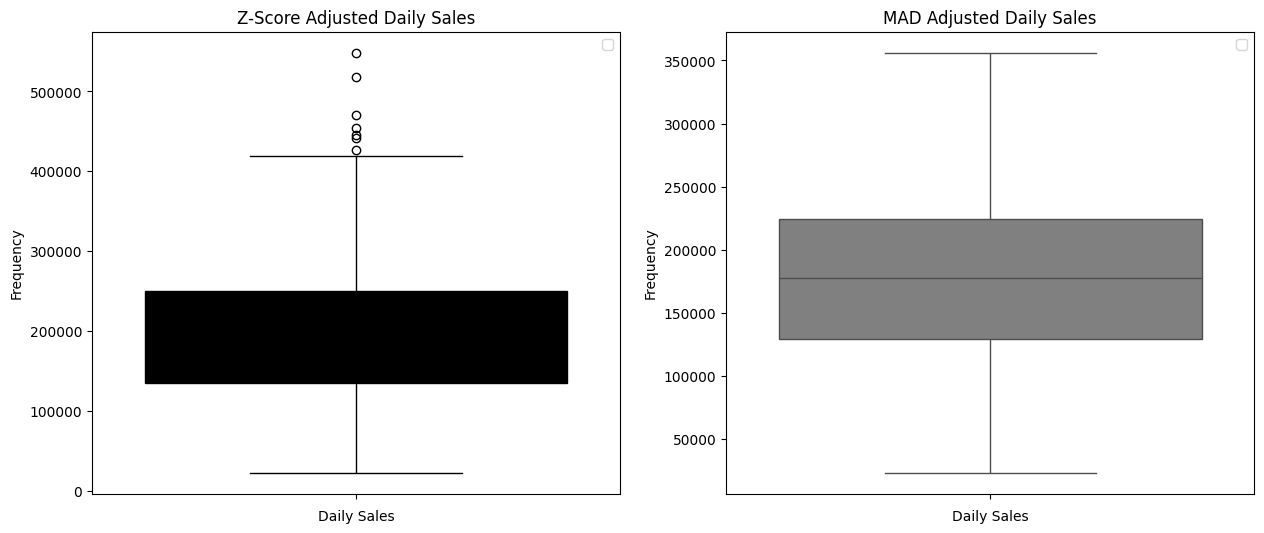 Z-Score Adjusted Daily Sales
500000
400000
300000
200000
100000
0
Frequency
Daily Sales
MAD Adjusted Daily Sales
350000
300000
250000
200000
150000
100000
50000
Frequency
Daily Sales